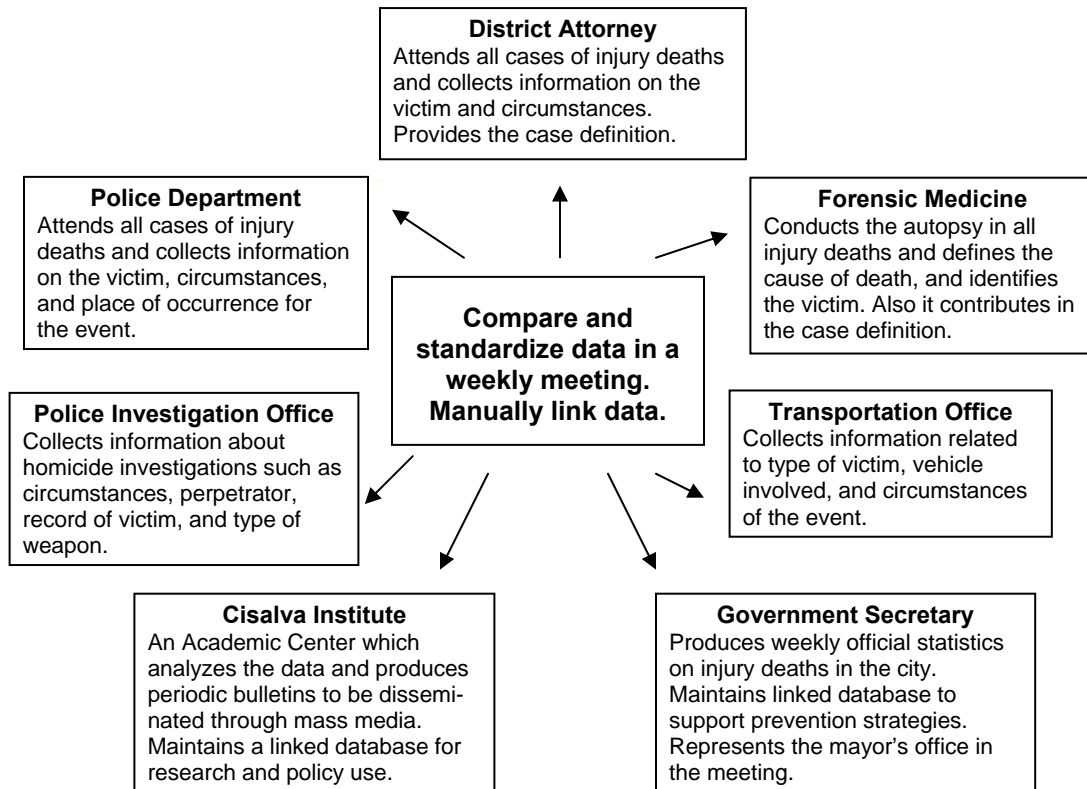 District Attorney
Attends all cases of injury deaths
and collects information on the
victim and circumstances.
Provides the case definition.
Police Department
Attends all cases of injury
deaths and collects information
on the victim, circumstances,
and place of occurrence for
the event.
Forensic Medicine
Conducts the autopsy in all
injury deaths and defines the
cause of death, and identifies
the victim. Also it contributes in
the case definition.
Compare and
standardize data in a
weekly meeting.
Manually link data.
Police Investigation Office
Collects information about
homicide investigations such as
circumstances, perpetrator,
record of victim, and type of
weapon.
Transportation Office
Collects information related
to type of victim, vehicle
involved, and circumstances
of the event.
Cisalva Institute
An Academic Center which
analyzes the data and produces
periodic bulletins to be dissemi-
nated through mass media.
Maintains a linked database for
research and policy use.
Government Secretary
Produces weekly official statistics
on injury deaths in the city.
Maintains linked database to
support prevention strategies.
Represents the mayor's office in
the meeting.